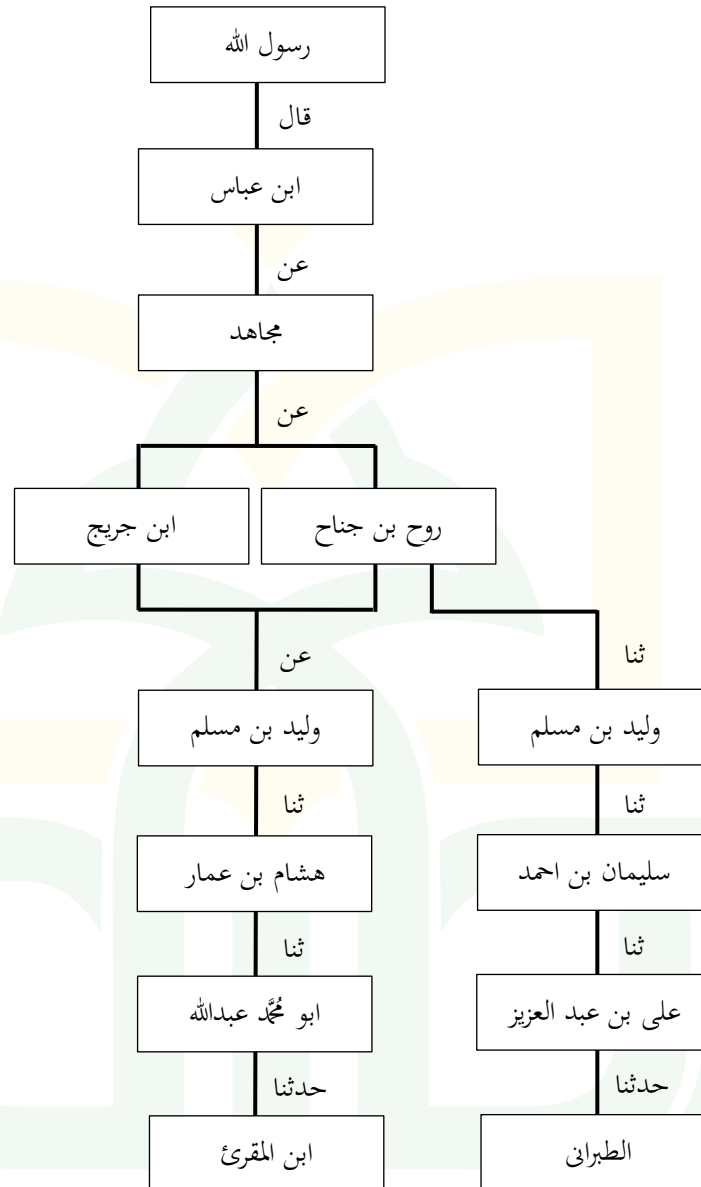 رسول الله
قال
ابن عباس
عن
مجاهد
عن
روح بن جناح
ابن جريج
ثنا
عن
وليد بن مسلم
وليد بن مسلم
ثنا
ثنا
سليمان بن احمد
هشام بن عمار
ثنا
ثنا
على بن عبد العزيز
ابو مُحَمَّد عبدالله
حدثنا
حدثنا
الطبرانى
ابن المقرئ